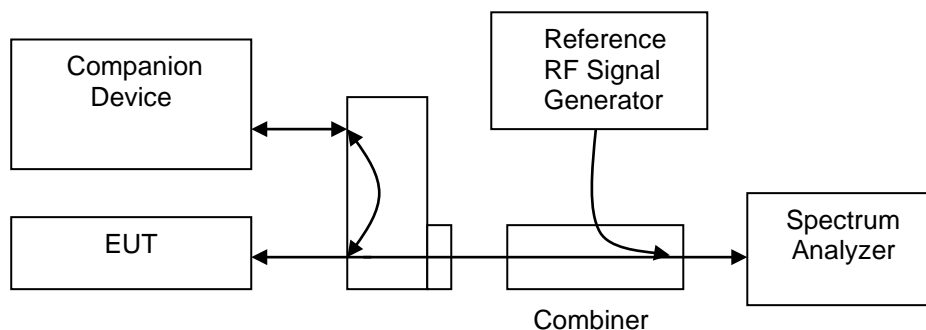 Companion
Device
Reference
RF Signal
Generator
EUT
Spectrum
Analyzer
Combiner